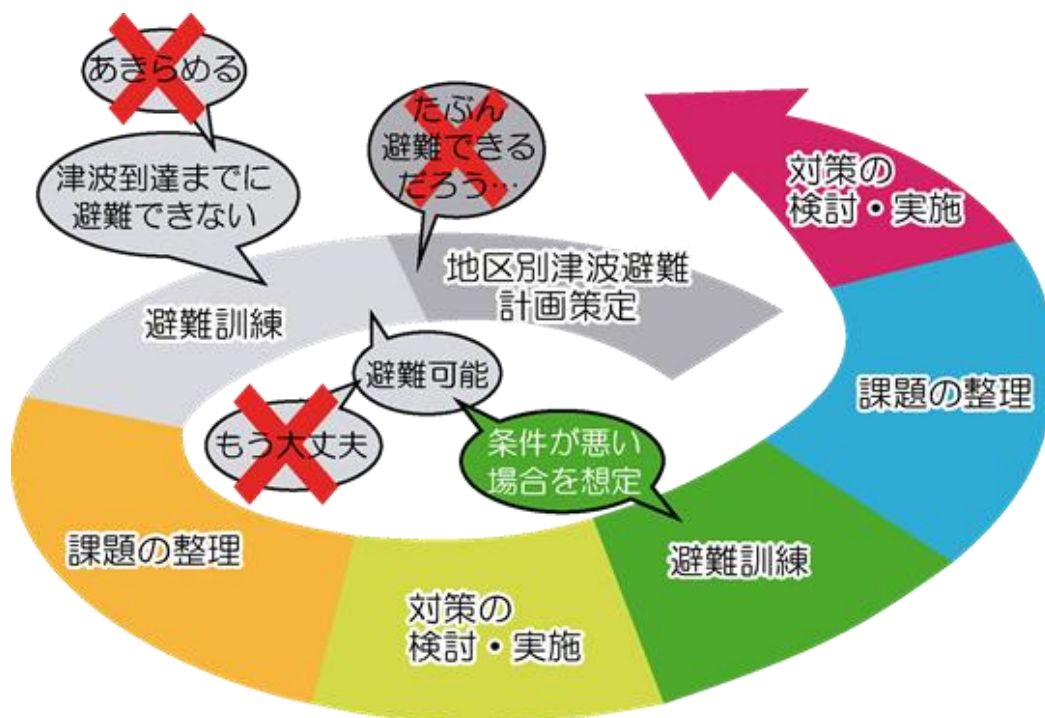 あきらめる
津波到達までに
避難できない
たぶん
避難できる
だろう…
地区別津波避難
計画策定
避難訓練
避難可能
もう大丈夫
条件が悪い
場合を想定
課題の整理
対策の
検討・実施
避難訓練
課題の整理
対策の
検討・実施